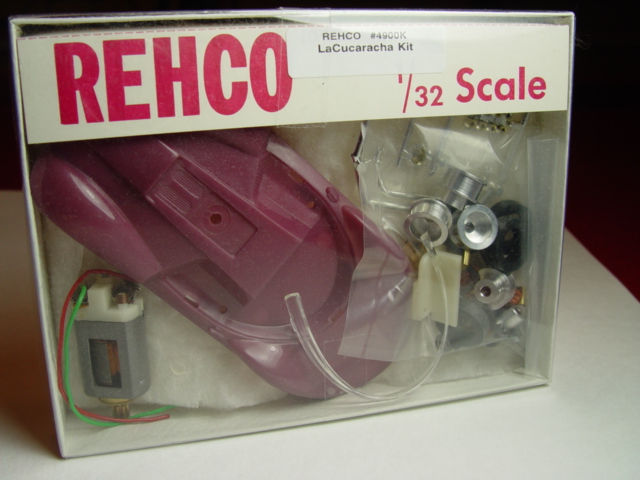 REHCO #4900K
LaCucaracha Kit
REHCO
1/32 Scale